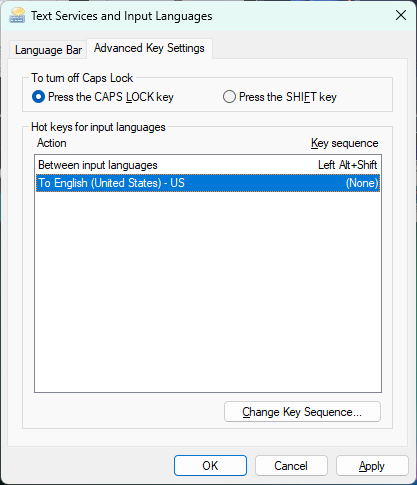 Text Services and Input Languages
Language Bar
Advanced Key Settings
To turn off Caps Lock
Press the CAPS LOCK key
Press the SHIFT key
Hot keys for input languages
Action Key sequence
Between input languages Left Alt+Shift
To English (United States) - US (None)
Change Key Sequence...
OK Cancel Apply